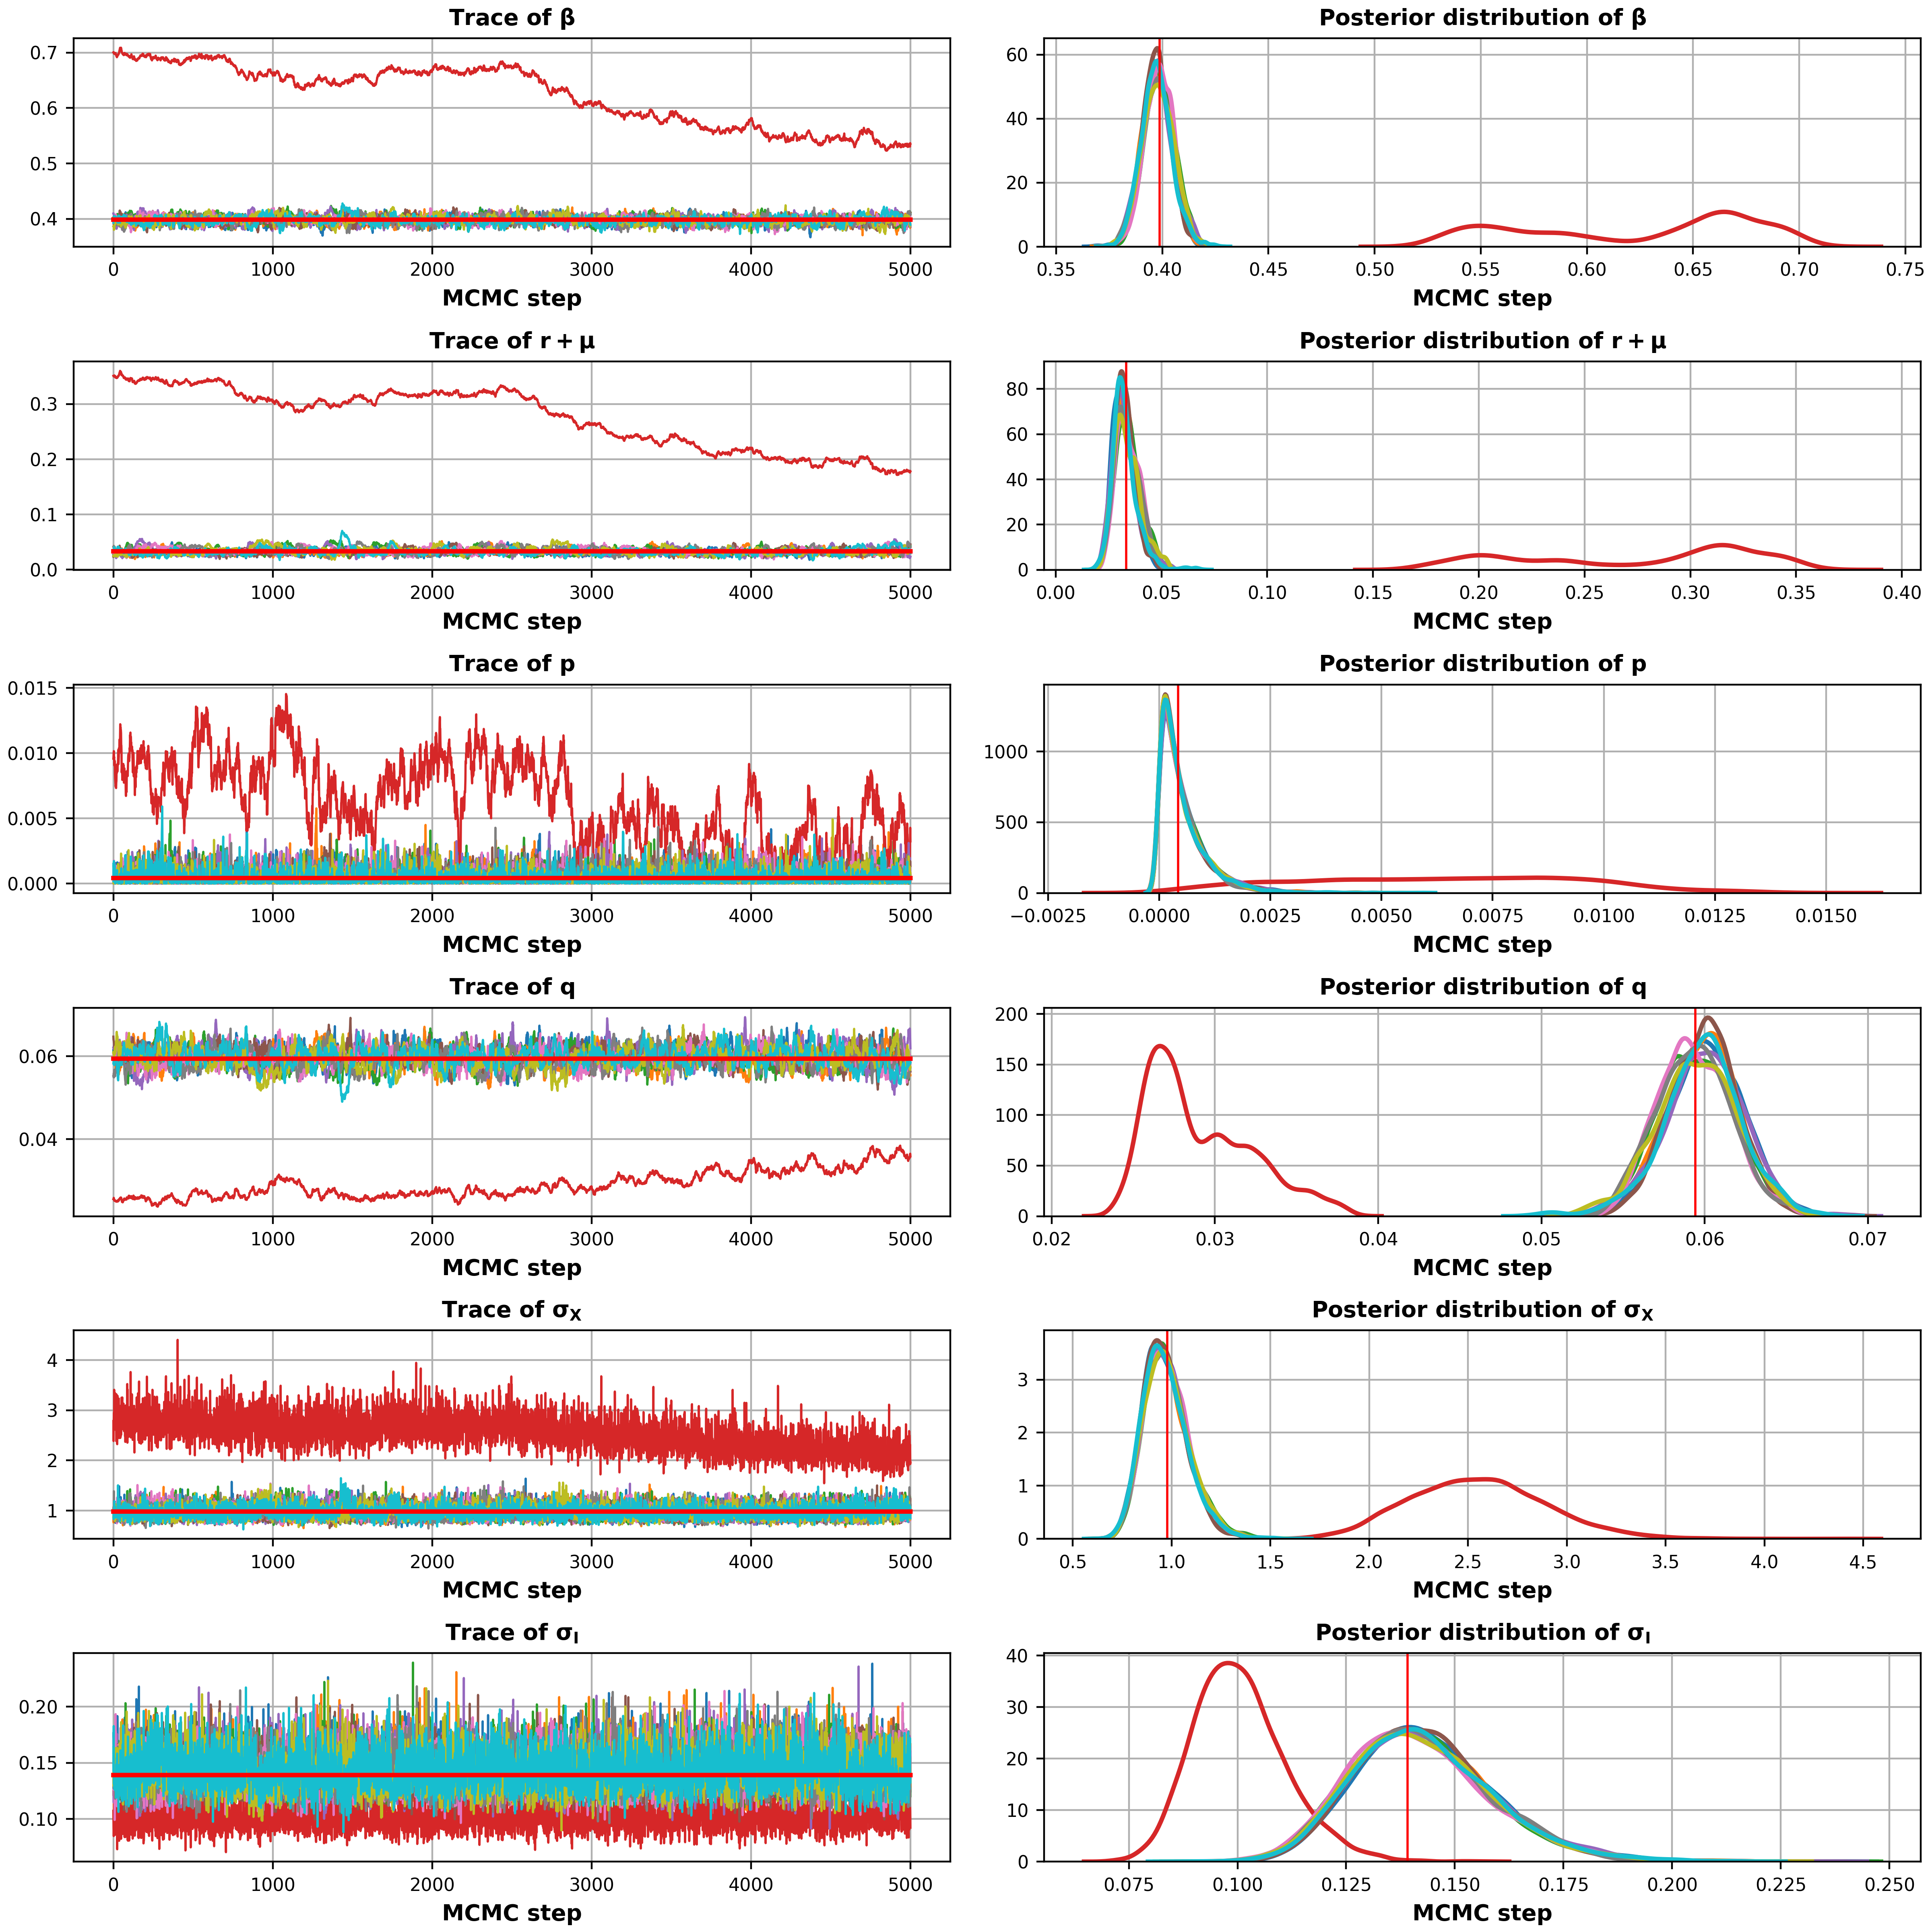 Trace of β
Posterior distribution of β
0.7
0.6
0.5
0.4
0 1000 2000 3000 4000 5000
MCMC step
60
40
20
0
0.35 0.40 0.45 0.50 0.55 0.60 0.65 0.70 0.75
MCMC step
Trace of r + μ
Posterior distribution of r + μ
0.3
0.2
0.1
0.0
0 1000 2000 3000 4000 5000
MCMC step
80
60
40
20
0
0.00 0.05 0.10 0.15 0.20 0.25 0.30 0.35 0.40
MCMC step
Trace of p
Posterior distribution of p
0.015
0.010
0.005
0.000
0 1000 2000 3000 4000 5000
MCMC step
1000
500
0
−0.0025 0.0000 0.0025 0.0050 0.0075 0.0100 0.0125 0.0150
MCMC step
Trace of q
Posterior distribution of q
0.06
0.04
0 1000 2000 3000 4000 5000
MCMC step
200
150
100
50
0
0.02 0.03 0.04 0.05 0.06 0.07
MCMC step
Trace of σX
Posterior distribution of σX
4
3
2
1
0 1000 2000 3000 4000 5000
MCMC step
3
2
1
0
0.5 1.0 1.5 2.0 2.5 3.0 3.5 4.0 4.5
MCMC step
Trace of σI
Posterior distribution of σI
0.20
0.15
0.10
0 1000 2000 3000 4000 5000
MCMC step
40
30
20
10
0
0.075 0.100 0.125 0.150 0.175 0.200 0.225 0.250
MCMC step